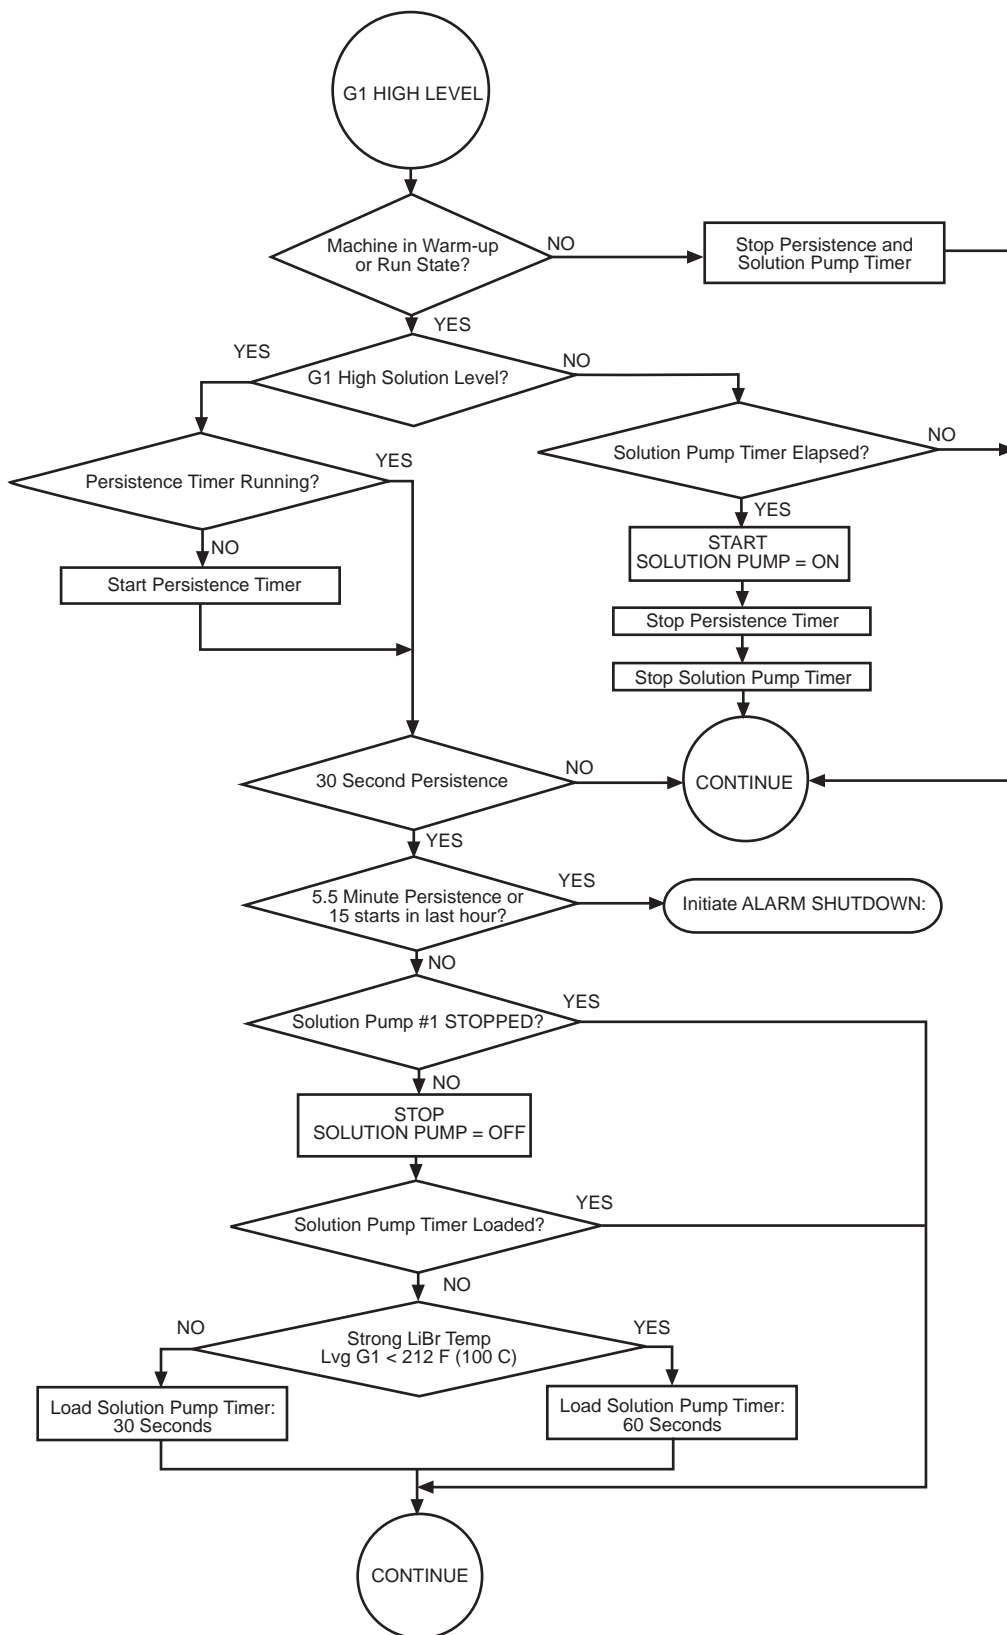 G1 HIGH LEVEL
Machine in Warm-up
or Run State?
NO
Stop Persistence and
Solution Pump Timer
YES
YES
G1 High Solution Level?
NO
Persistence Timer Running?
YES
Solution Pump Timer Elapsed?
NO
YES
NO
START
SOLUTION PUMP = ON
Start Persistence Timer
Stop Persistence Timer
Stop Solution Pump Timer
30 Second Persistence
NO
CONTINUE
YES
5.5 Minute Persistence or
15 starts in last hour?
YES
Initiate ALARM SHUTDOWN:
NO
Solution Pump #1 STOPPED?
YES
NO
STOP
SOLUTION PUMP = OFF
Solution Pump Timer Loaded?
YES
NO
NO
Strong LiBr Temp
Lvg G1 < 212 F (100 C)
YES
Load Solution Pump Timer:
30 Seconds
Load Solution Pump Timer:
60 Seconds
CONTINUE